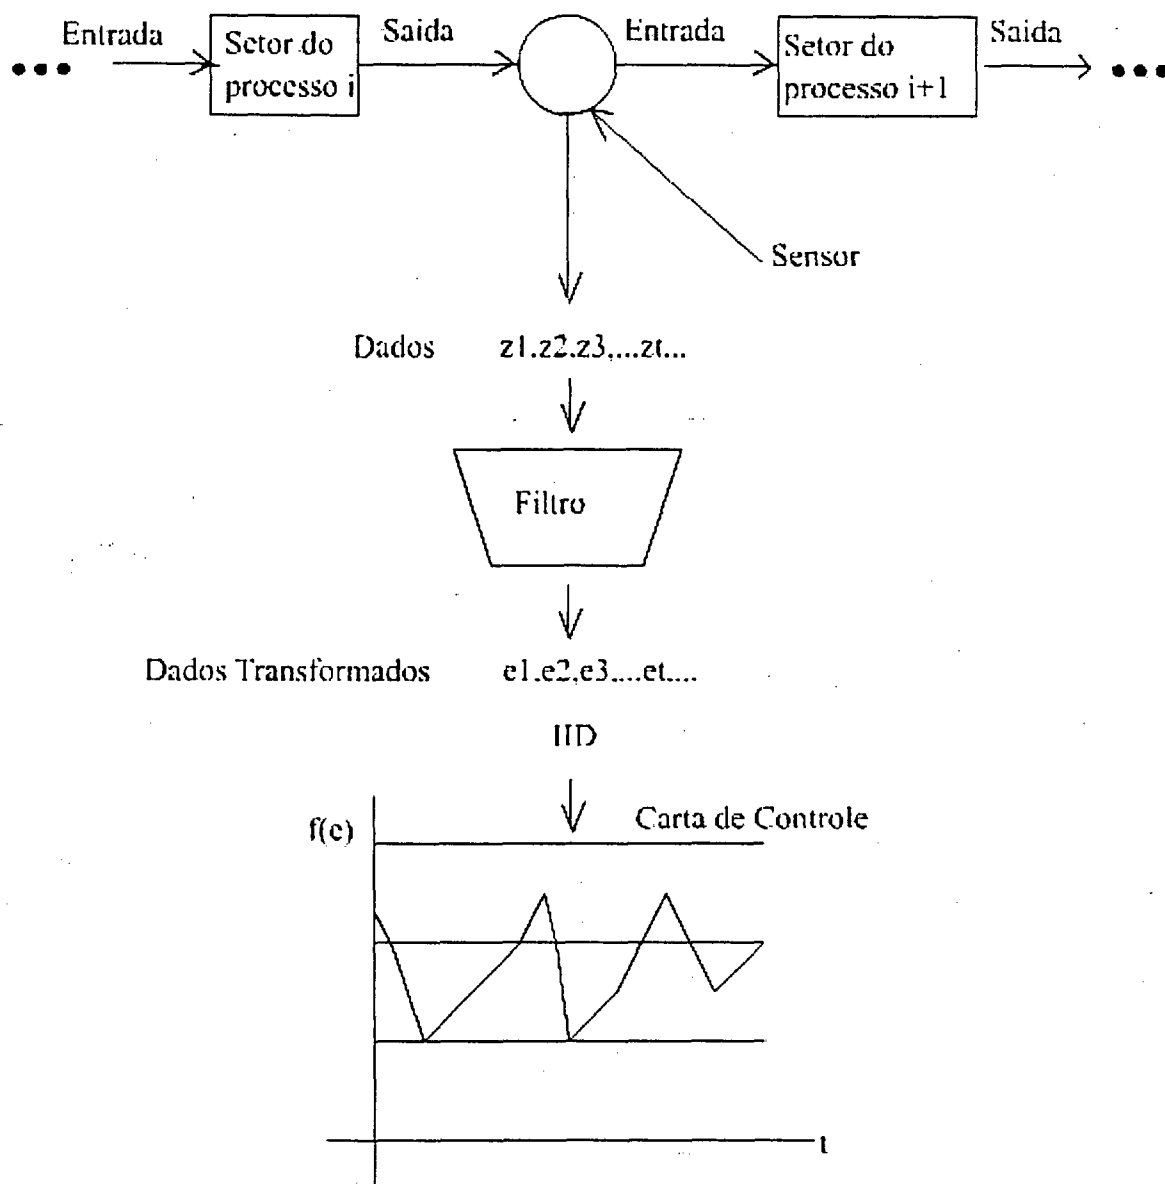 Entrada
Setor do
processo i
Saida
Entrada
Setor do
processo i+1
Saida
Sensor
Dados z1.z2.z3,...zt...
Filtro
Dados Transformados e1.e2,e3....et....
IID
Carta de Controle
f(e)
t